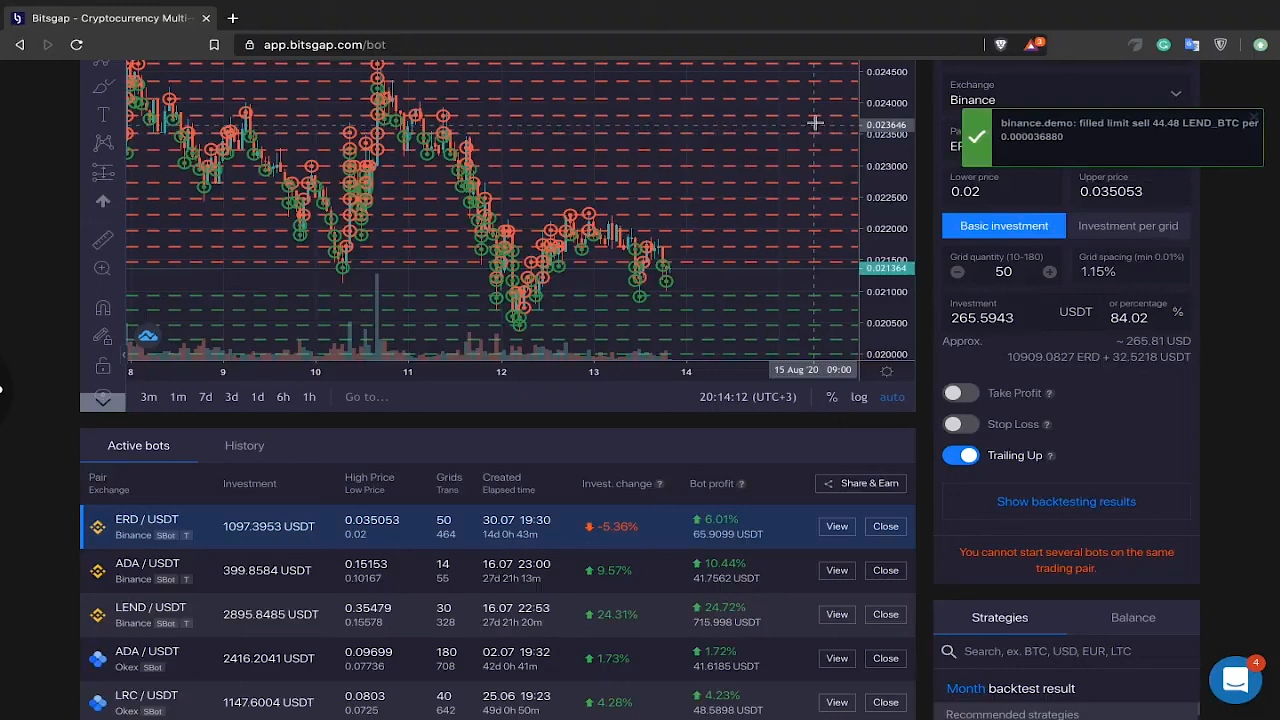 Bitsgap - Cryptocurrency Multi-
app.bitsgap.com/bot
3
0.024500
0.024000
0.023646
0.023500
0.023000
0.022500
0.022000
0.021500
0.021364
0.021000
0.020500
0.020000
8 9 10 11 12 13 14 15 Aug '20 09:00
3m 1m 7d 3d 1d 6h 1h Go to... 20:14:12 (UTC+3) % log auto
Exchange
Binance
binance.demo: filled limit sell 44.48 LEND_BTC per
0.000036880
Pa
ER
Lower price Upper price
0.02 0.035053
Basic investment Investment per grid
Grid quantity (10-180) Grid spacing (min 0.01%)
50 1.15%
Investment or percentage
265.5943 USDT 84.02 %
Approx. ~ 265.81 USD
10909.0827 ERD + 32.5218 USDT
Take Profit ?
Stop Loss ?
Trailing Up ?
Show backtesting results
You cannot start several bots on the same
trading pair.
Strategies Balance
Search, ex. BTC, USD, EUR, LTC
Month backtest result
Recommended strategies
4
Active bots History
Pair Investment High Price Grids Created Invest. change ? Bot profit ? Share & Earn
Exchange Low Price Trans Elapsed time
ERD / USDT 1097.3953 USDT 0.035053 50 30.07 19:30 -5.36% 6.01% View Close
Binance SBot T 0.02 464 14d 0h 43m 65.9099 USDT
ADA / USDT 399.8584 USDT 0.15153 14 16.07 23:00 9.57% 10.44% View Close
Binance SBot T 0.10167 55 27d 21h 13m 41.7562 USDT
LEND / USDT 2895.8485 USDT 0.35479 30 16.07 22:53 24.31% 24.72% View Close
Binance SBot T 0.15578 328 27d 21h 20m 715.998 USDT
ADA / USDT 2416.2041 USDT 0.09699 180 02.07 19:32 1.73% 1.72% View Close
Okex SBot 0.07736 708 42d 0h 41m 41.6185 USDT
LRC / USDT 1147.6004 USDT 0.0803 40 25.06 19:23 4.28% 4.23% View Close
Okex SBot 0.0725 642 49d 0h 50m 48.5898 USDT